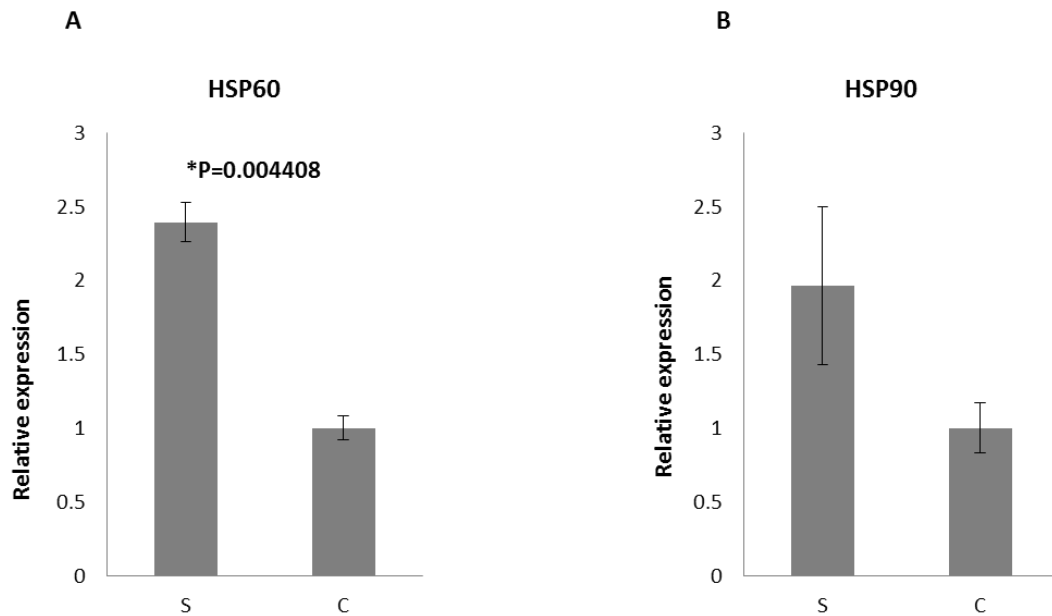 A
HSP60
*P=0.004408
3
2.5
2
1.5
1
0.5
0
Relative expression
S C
B
HSP90
3
2.5
2
1.5
1
0.5
0
Relative expression
S C